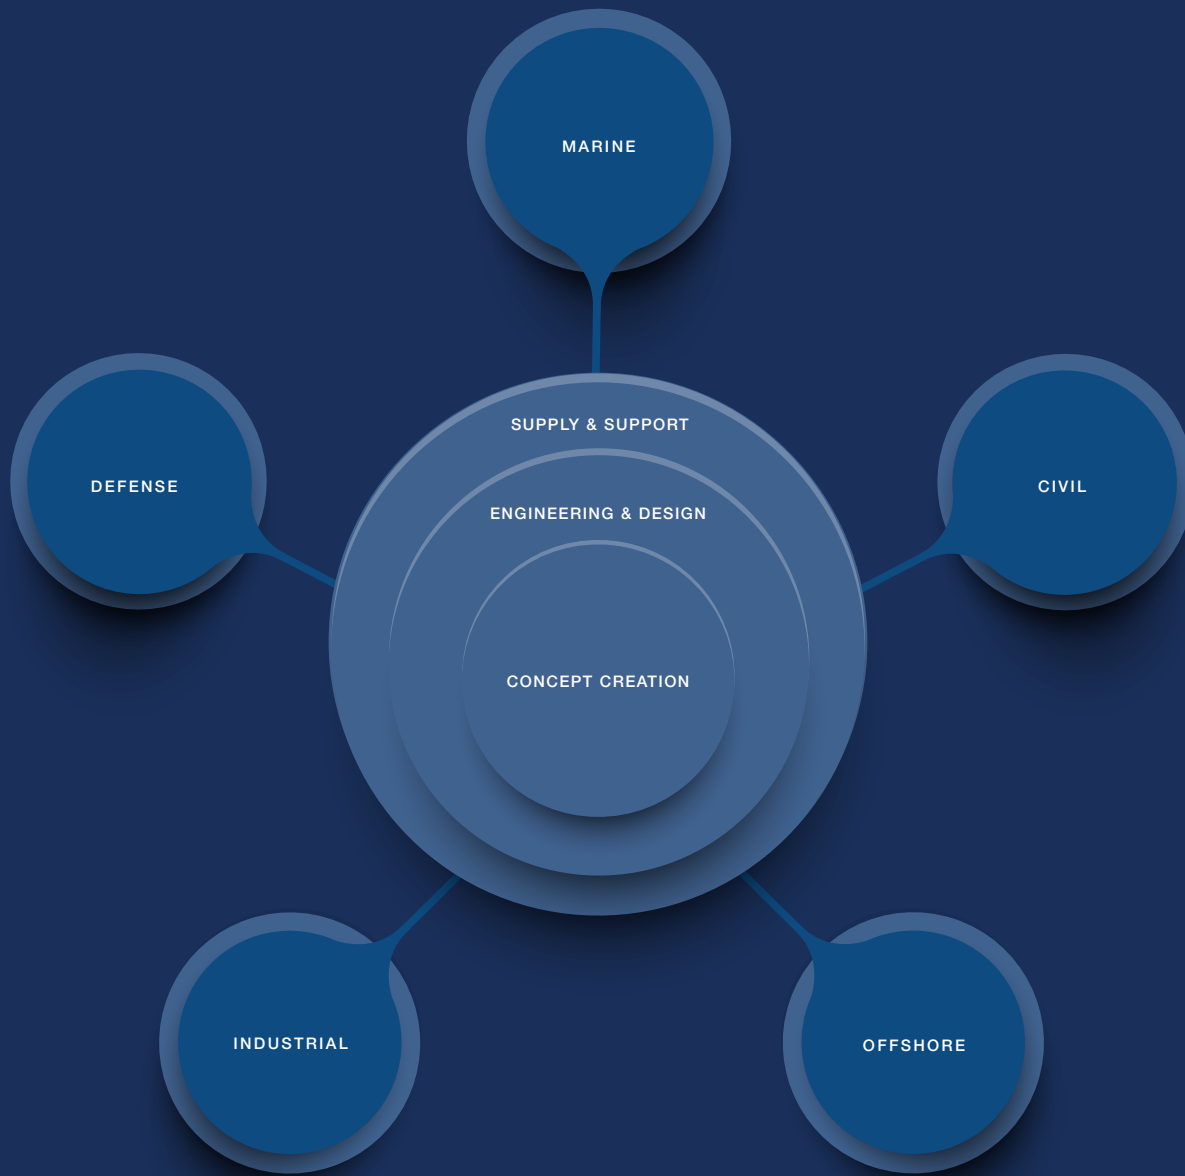 MARINE
SUPPLY & SUPPORT
DEFENSE
CIVIL
ENGINEERING & DESIGN
CONCEPT CREATION
INDUSTRIAL
OFFSHORE